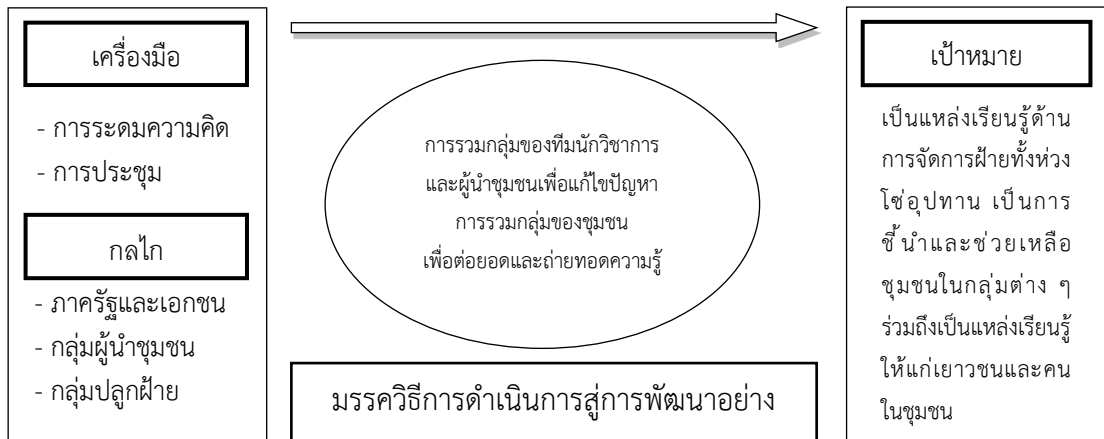 เครื่องมือ
- การระดมความคิด
- การประชุม
กลไก
- ภาครัฐและเอกชน
- กลุ่มผู้นำชุมชน
- กลุ่มปลูกฝ้าย
การรวมกลุ่มของทีมนักวิชาการ
และผู้นำชุมชนเพื่อแก้ไขปัญหา
การรวมกลุ่มของชุมชน
เพื่อต่อยอดและถ่ายทอดความรู้
มรรควิธีการดำเนินการสู่การพัฒนาอย่าง
เป้าหมาย
เป็นแหล่งเรียนรู้ด้าน
การจัดการฝ้ายทั้งห่วง
โซ่อุปทาน เป็นการ
ชี้นำและช่วยเหลือ
ชุมชนในกลุ่มต่าง ๆ
ร่วมถึงเป็นแหล่งเรียนรู้
ให้แก่เยาวชนและคน
ในชุมชน